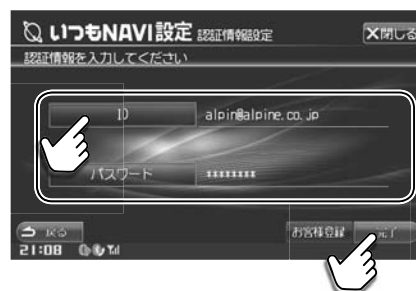 いつもNAVI設定 認証情報設定 ×閉じる
認証情報を入力してください
ID alpin@alpine.co.jp
パスワード ********
戻る お客様登録 完了
21:08